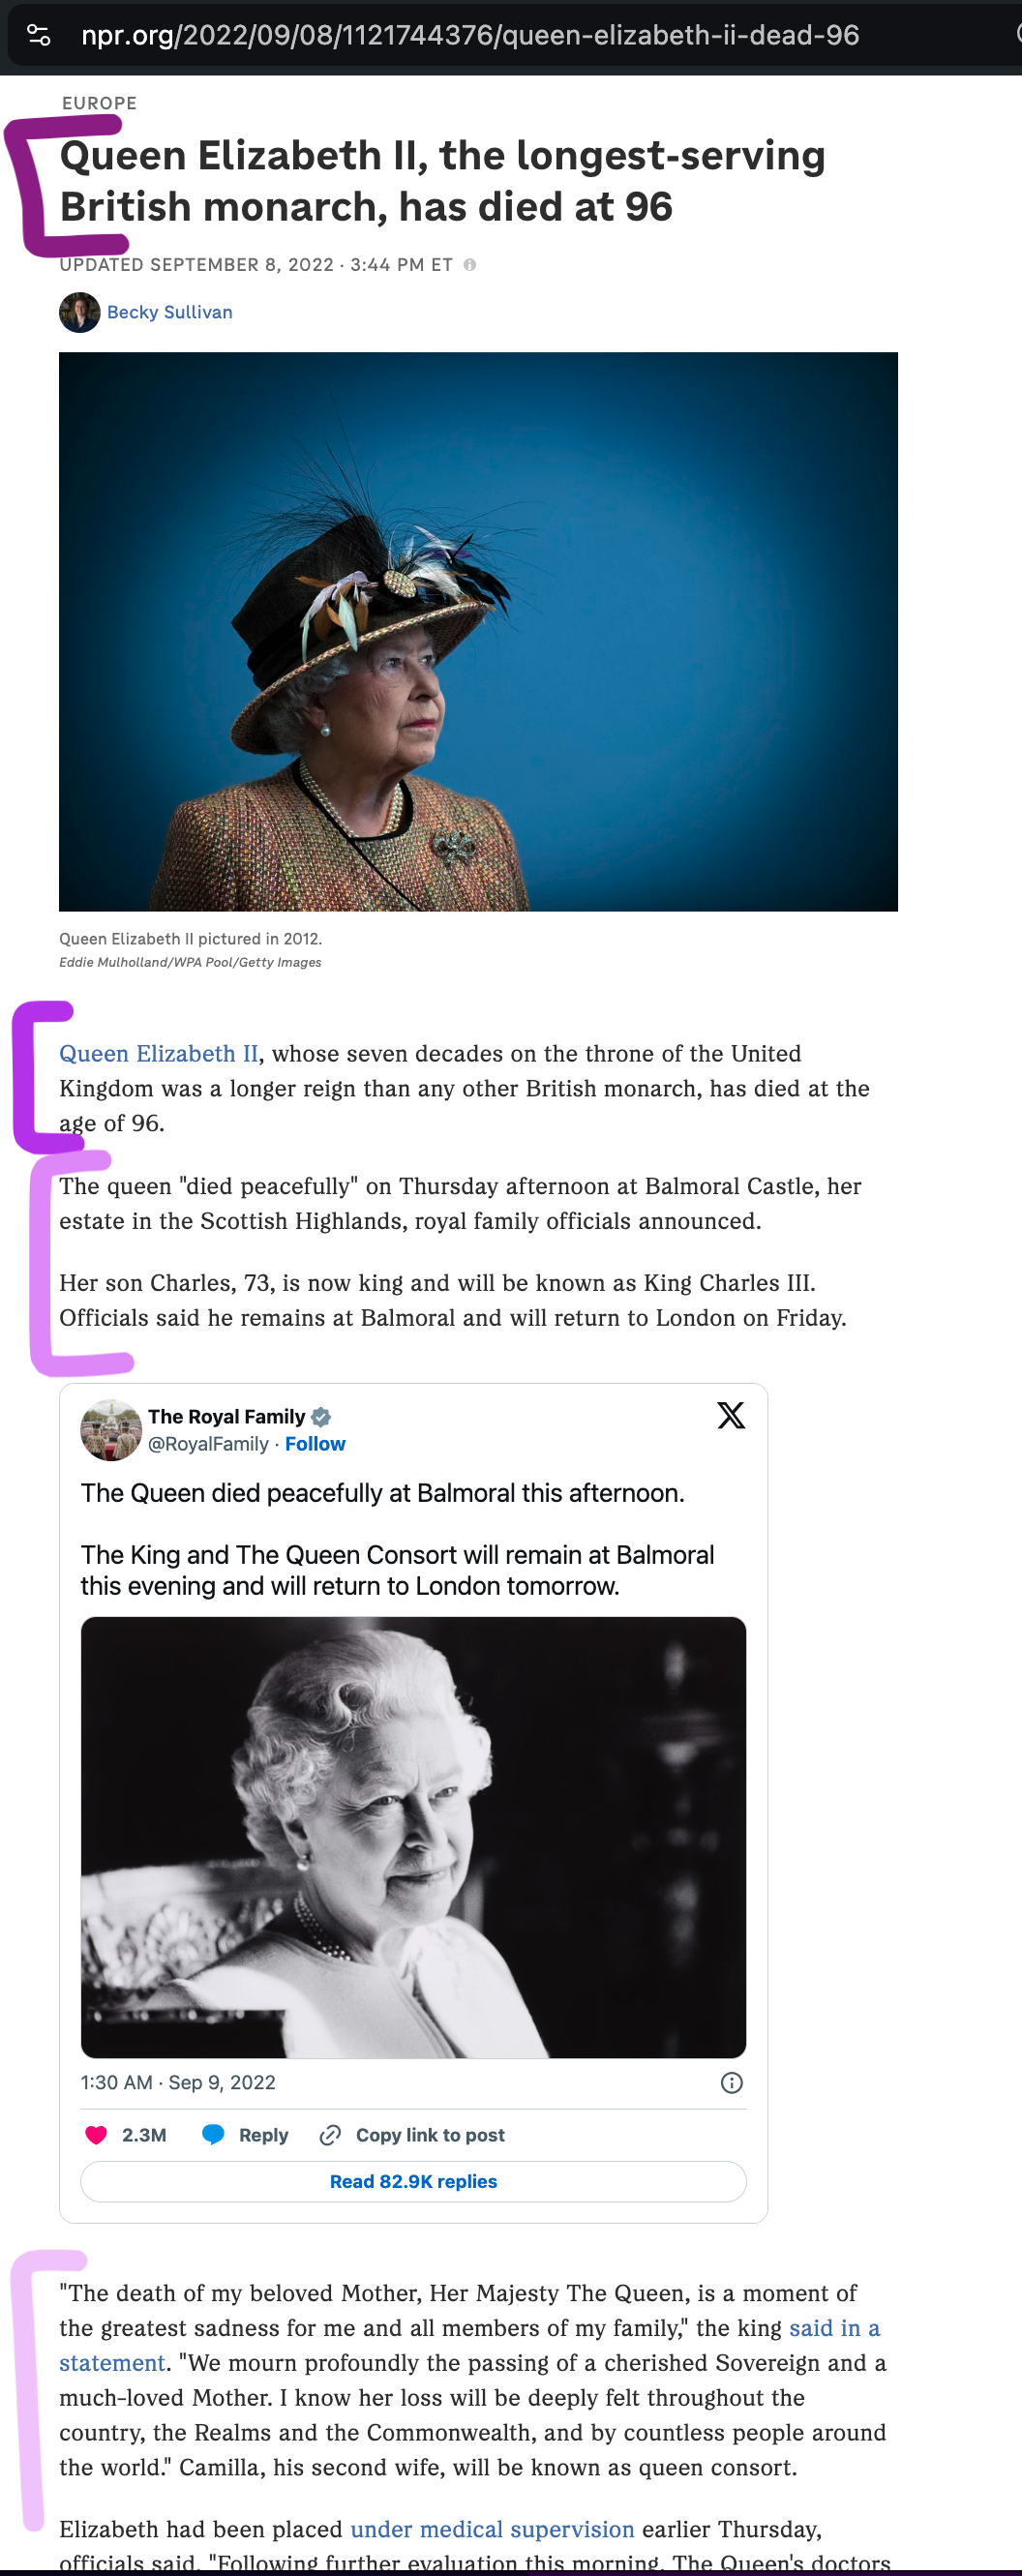 npr.org/2022/09/08/1121744376/queen-elizabeth-ii-dead-96
EUROPE
Queen Elizabeth II, the longest-serving
British monarch, has died at 96
UPDATED SEPTEMBER 8, 2022 · 3:44 PM ET
Becky Sullivan
Queen Elizabeth II pictured in 2012.
Eddie Mulholland/WPA Pool/Getty Images
Queen Elizabeth II, whose seven decades on the throne of the United
Kingdom was a longer reign than any other British monarch, has died at the
age of 96.
The queen "died peacefully" on Thursday afternoon at Balmoral Castle, her
estate in the Scottish Highlands, royal family officials announced.
Her son Charles, 73, is now king and will be known as King Charles III.
Officials said he remains at Balmoral and will return to London on Friday.
The Royal Family
@RoyalFamily · Follow
The Queen died peacefully at Balmoral this afternoon.
The King and The Queen Consort will remain at Balmoral
this evening and will return to London tomorrow.
1:30 AM · Sep 9, 2022
2.3M Reply Copy link to post
Read 82.9K replies
"The death of my beloved Mother, Her Majesty The Queen, is a moment of
the greatest sadness for me and all members of my family," the king said in a
statement. "We mourn profoundly the passing of a cherished Sovereign and a
much-loved Mother. I know her loss will be deeply felt throughout the
country, the Realms and the Commonwealth, and by countless people around
the world." Camilla, his second wife, will be known as queen consort.
Elizabeth had been placed under medical supervision earlier Thursday,
officials said. "Following further evaluation this morning, The Queen's doctors